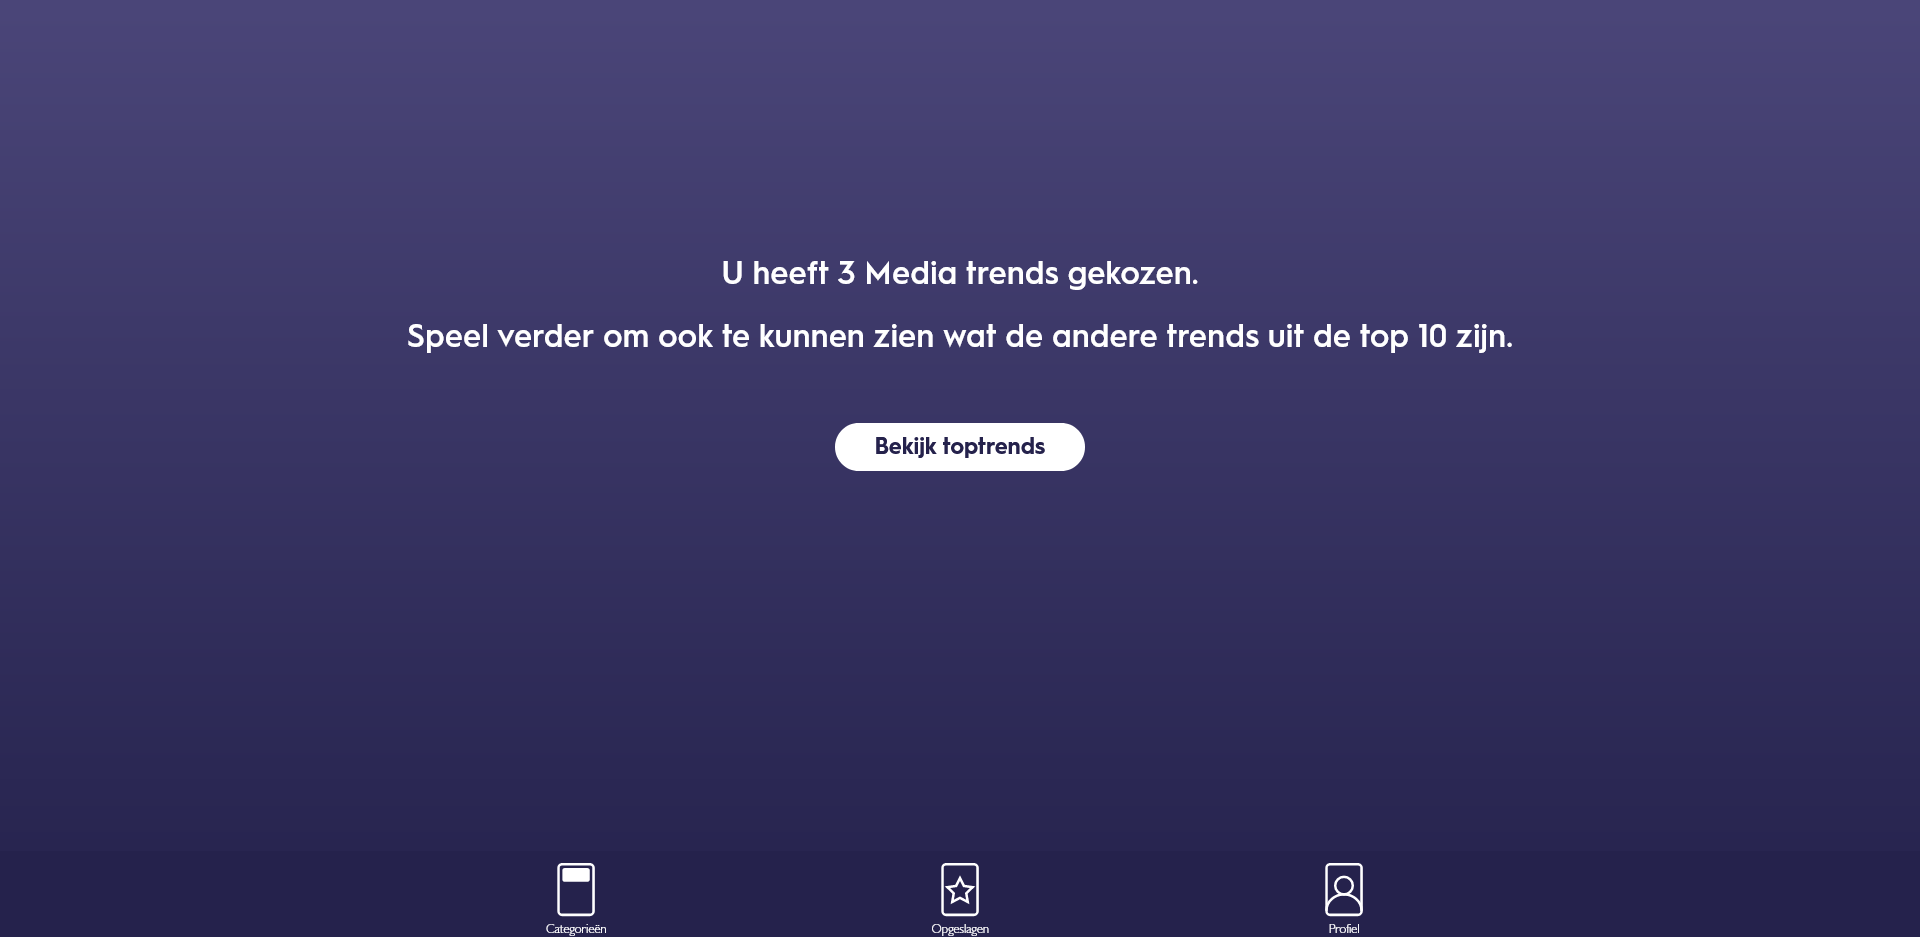 U heeft 3 Media trends gekozen.
Speel verder om ook te kunnen zien wat de andere trends uit de top 10 zijn.
Bekijk toptrends
Categorieën
Opgeslagen
Profiel